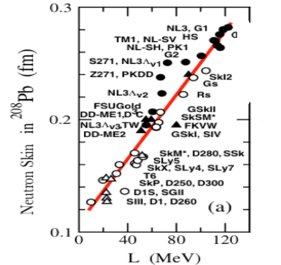 0.3
NL3, G1
TM1, NL-SV HS
NL-SH, PK1
G2
S271, NL3Λv1
Z271, PKDD
SkI2
Gs
NL3Λv2
Rs
FSUGold
GSkII
DD-ME1, D³C
SkSM*
0.2
NL3Λv3 TW
FKVW
DD-ME2
GSkI, SIV
SkM*, D280, SSk
SLy5
SkX, SLy4, SLy7
T6
SkP, D250, D300
D1S, SGII
(a)
SIII, D1, D260
0.1
0 40 80 120
L (MeV)
Neutron Skin in ²⁰⁸Pb (fm)